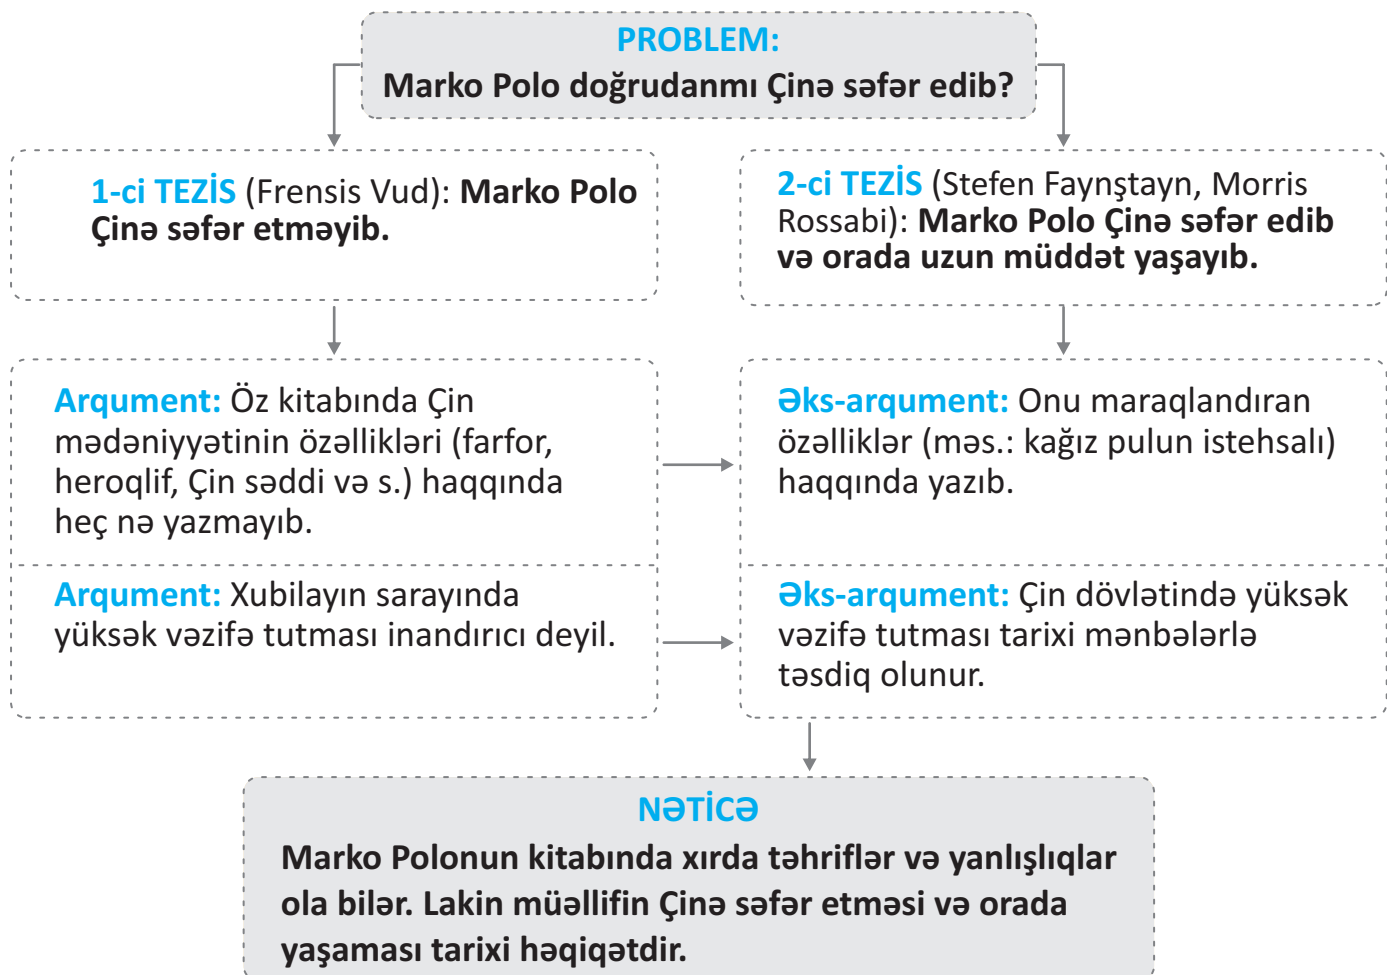 PROBLEM:
Marko Polo doğrudanmı Çinə səfər edib?
1-ci TEZİS (Frensis Vud): Marko Polo
Çinə səfər etməyib.
2-ci TEZİS (Stefen Faynştayn, Morris
Rossabi): Marko Polo Çinə səfər edib
və orada uzun müddət yaşayıb.
Arqument: Öz kitabında Çin
mədəniyyətinin özəllikləri (farfor,
heroqlif, Çin səddi və s.) haqqında
heç nə yazmayıb.
Əks-arqument: Onu maraqlandıran
özəlliklər (məs.: kağız pulun istehsalı)
haqqında yazıb.
Arqument: Xubilayın sarayında
yüksək vəzifə tutması inandırıcı deyil.
Əks-arqument: Çin dövlətində yüksək
vəzifə tutması tarixi mənbələrlə
təsdiq olunur.
NƏTİCƏ
Marko Polonun kitabında xırda təhriflər və yanlışlıqlar
ola bilər. Lakin müəllifin Çinə səfər etməsi və orada
yaşaması tarixi həqiqətdir.